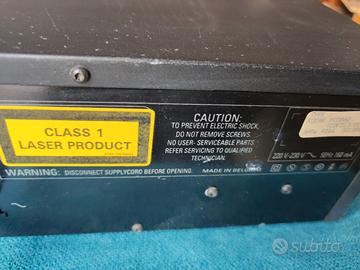 CLASS 1
LASER PRODUCT
CAUTION:
TO PREVENT ELECTRIC SHOCK,
DO NOT REMOVE SCREWS.
NO USER-SERVICEABLE PARTS.
REFER SERVICING TO QUALIFIED
TECHNICIAN.
220 V-230 V ~ 50Hz 160 mA
WARNING: DISCONNECT SUPPLYCORD BEFORE OPENING.
MADE IN BELGIUM
subito